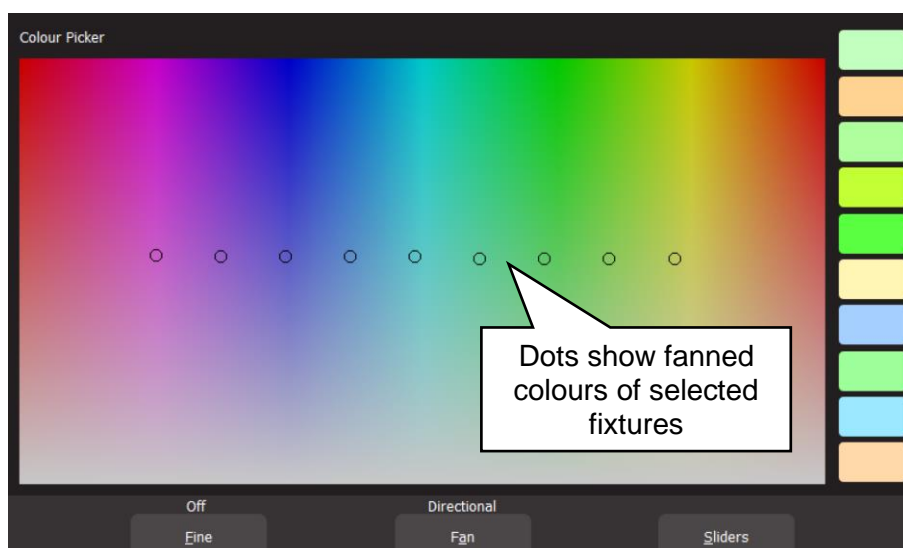 Colour Picker
Dots show fanned
colours of selected
fixtures
Off
Directional
Fine
Fan
Sliders